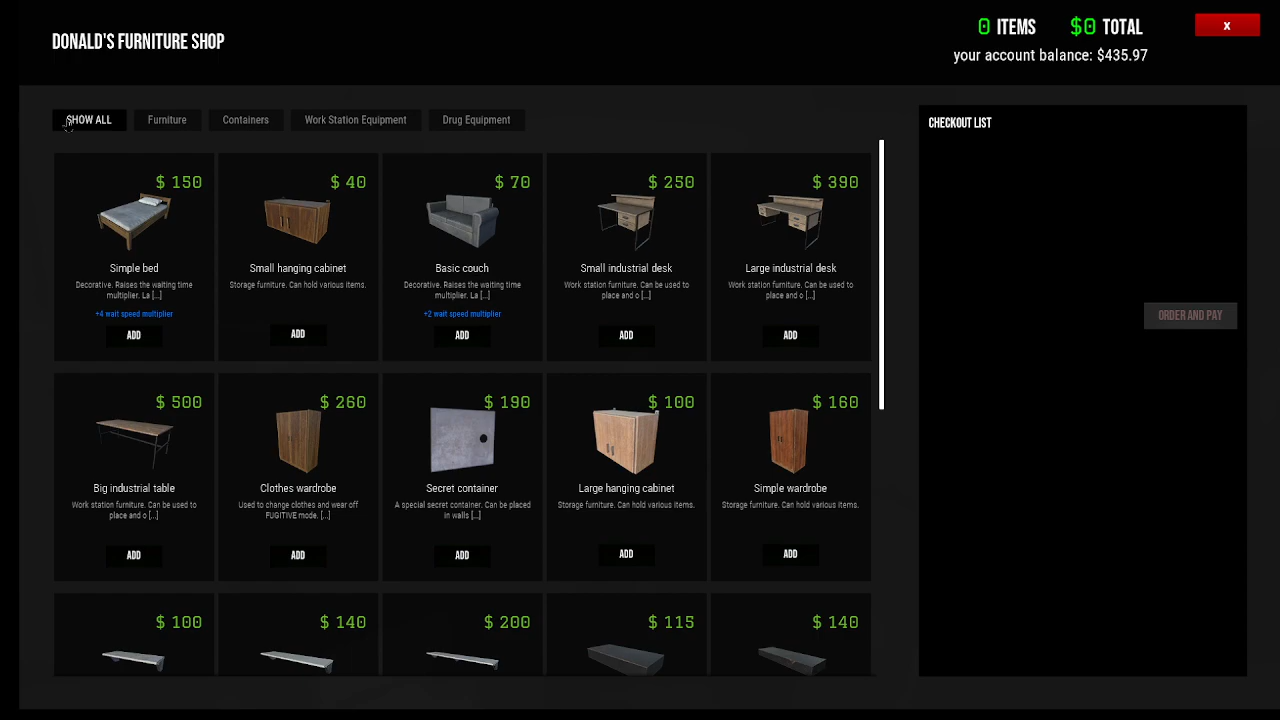 DONALD'S FURNITURE SHOP
0 ITEMS $0 TOTAL
X
your account balance: $435.97
SHOW ALL Furniture Containers Work Station Equipment Drug Equipment
CHECKOUT LIST
$ 150 $ 40 $ 70 $ 250 $ 390
Simple bed Small hanging cabinet Basic couch Small industrial desk Large industrial desk
Decorative. Raises the waiting time Storage furniture. Can hold various items. Decorative. Raises the waiting time Work station furniture. Can be used to Work station furniture. Can be used to
multiplier. La [...] multiplier. La [...] place and o [...] place and o [...]
+4 wait speed multiplier +2 wait speed multiplier
ORDER AND PAY
ADD ADD ADD ADD ADD
$ 500 $ 260 $ 190 $ 100 $ 160
Big industrial table Clothes wardrobe Secret container Large hanging cabinet Simple wardrobe
Work station furniture. Can be used to Used to change clothes and wear off A special secret container. Can be placed Storage furniture. Can hold various items. Storage furniture. Can hold various items.
place and o [...] FUGITIVE mode. [...] in walls [...]
ADD ADD ADD ADD ADD
$ 100 $ 140 $ 200 $ 115 $ 140